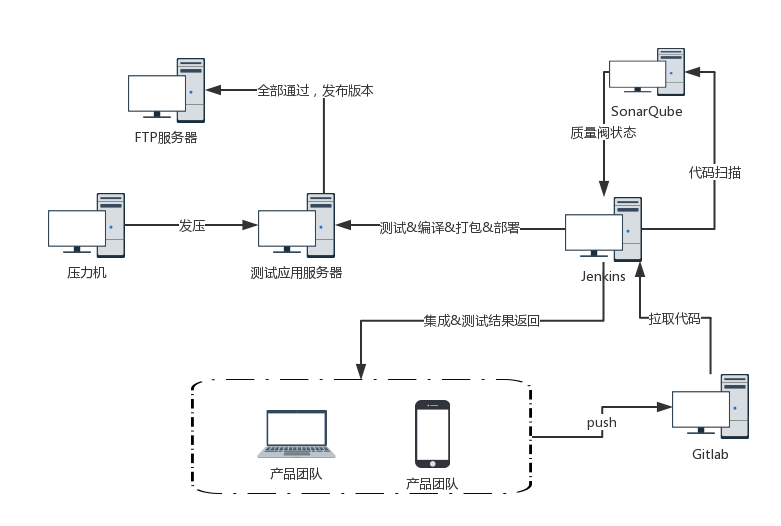 全部通过，发布版本
SonarQube
FTP服务器
质量阀状态
代码扫描
发压
测试&编译&打包&部署
压力机
测试应用服务器
Jenkins
集成&测试结果返回
拉取代码
push
Gitlab
产品团队
产品团队